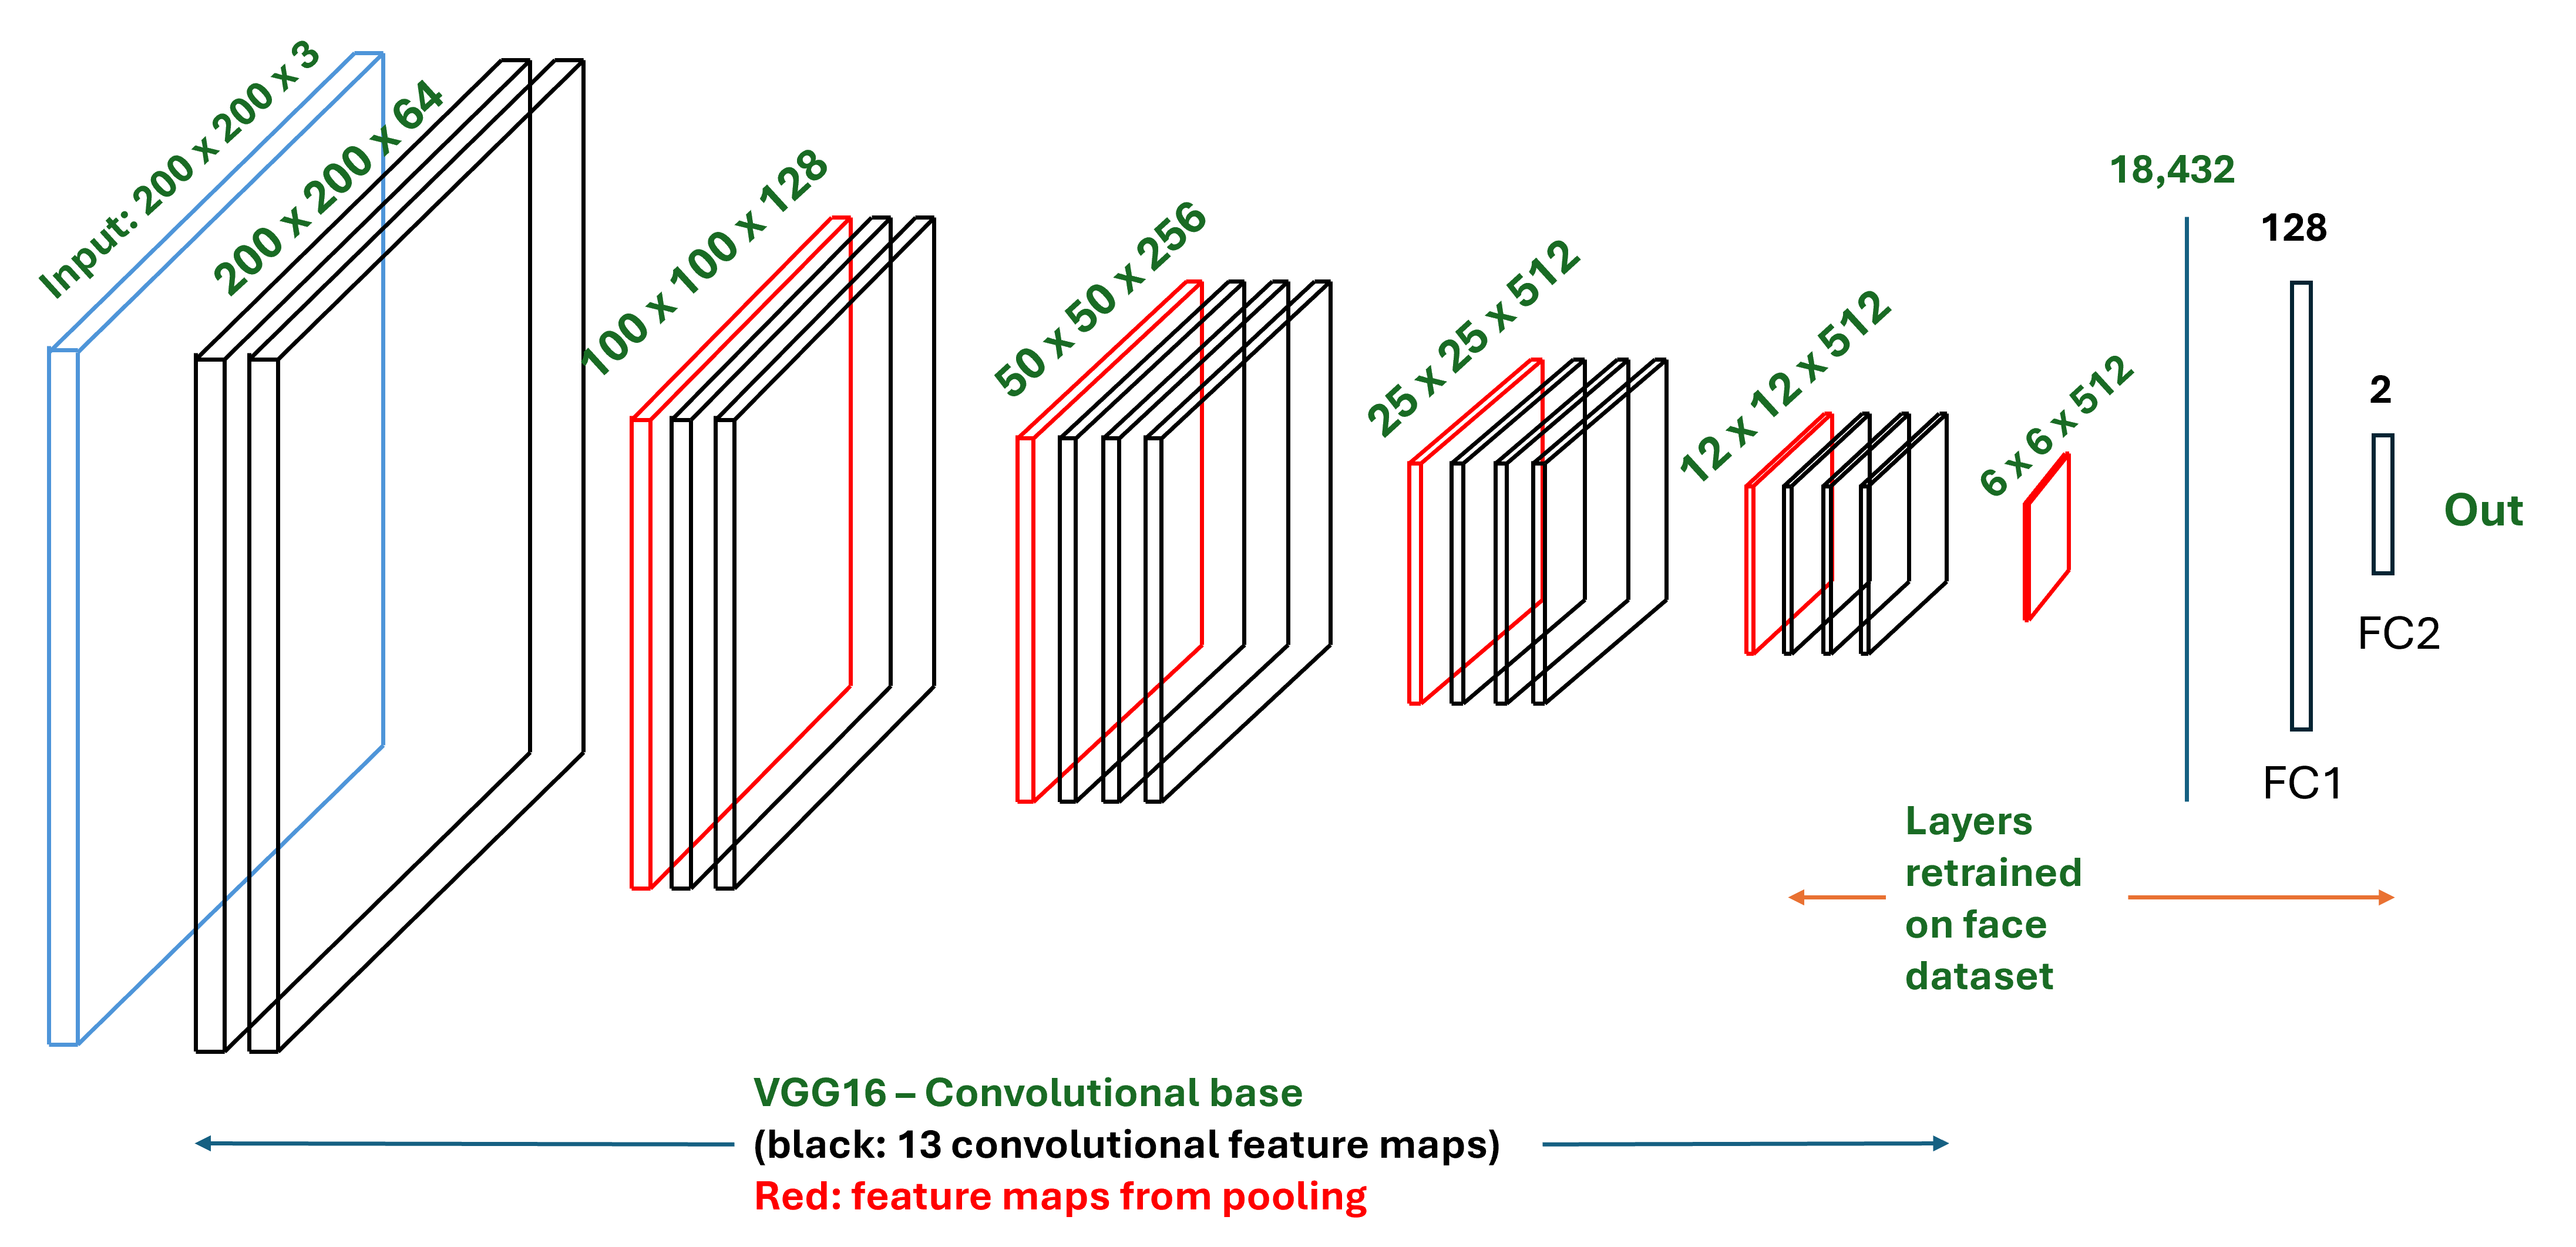 Input: 200 x 200 x 3
200 x 200 x 64
100 x 100 x 128
50 x 50 x 256
25 x 25 x 512
12 x 12 x 512
6 x 6 x 512
18,432
128
2
Out
FC2
FC1
Layers
retrained
on face
dataset
VGG16 – Convolutional base
(black: 13 convolutional feature maps)
Red: feature maps from pooling